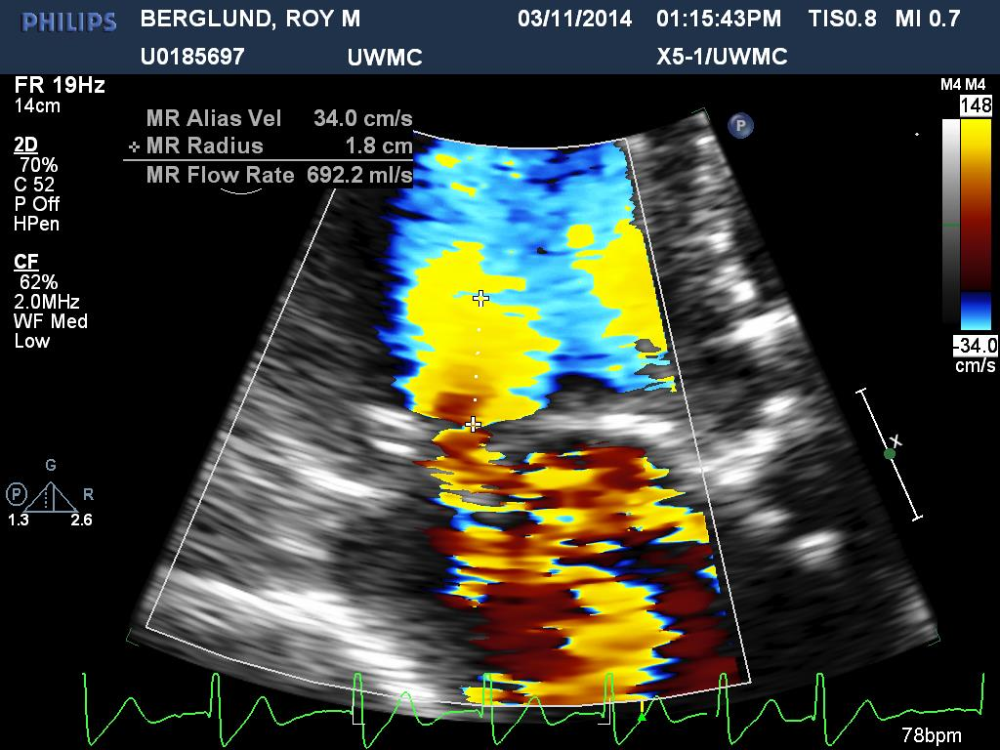 PHILIPS
BERGLUND, ROY M 03/11/2014 01:15:43PM TIS0.8 MI 0.7
U0185697 UWMC X5-1/UWMC
FR 19Hz
14cm
2D
70%
C 52
P Off
HPen
CF
62%
2.0MHz
WF Med
Low
MR Alias Vel 34.0 cm/s
MR Radius 1.8 cm
MR Flow Rate 692.2 ml/s
P
M4 M4
148
-34.0
cm/s
X
G
P R
1.3 2.6
78bpm